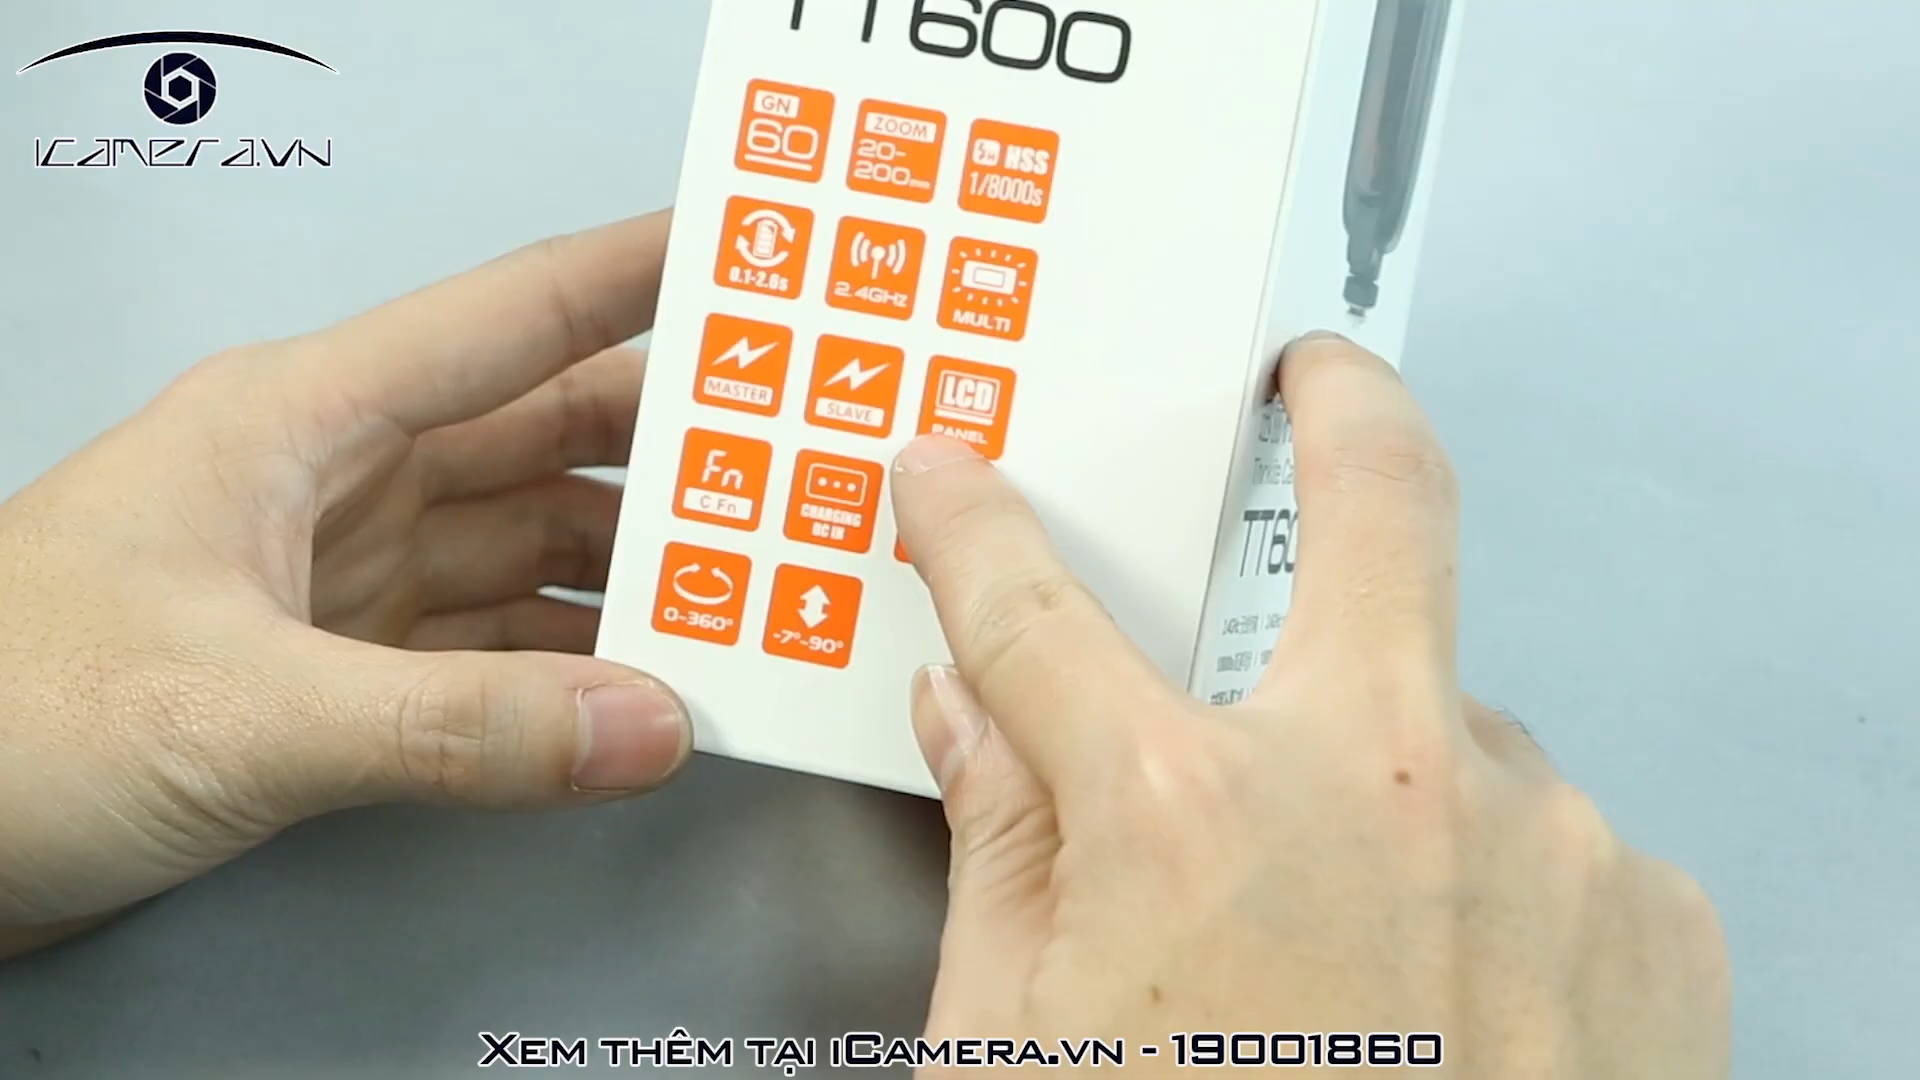 TT600
GN
60
ZOOM
20-
200mm
HSS
1/8000s
0.1-2.6s
2.4GHz
MULTI
MASTER
SLAVE
LCD
PANEL
Fn
C.Fn
CHARGING
DC IN
0~360°
-7°~90°
iCAMERA.VN
Thinklite Ca
TT60
XEM THÊM TẠI iCAMERA.VN - 19001860